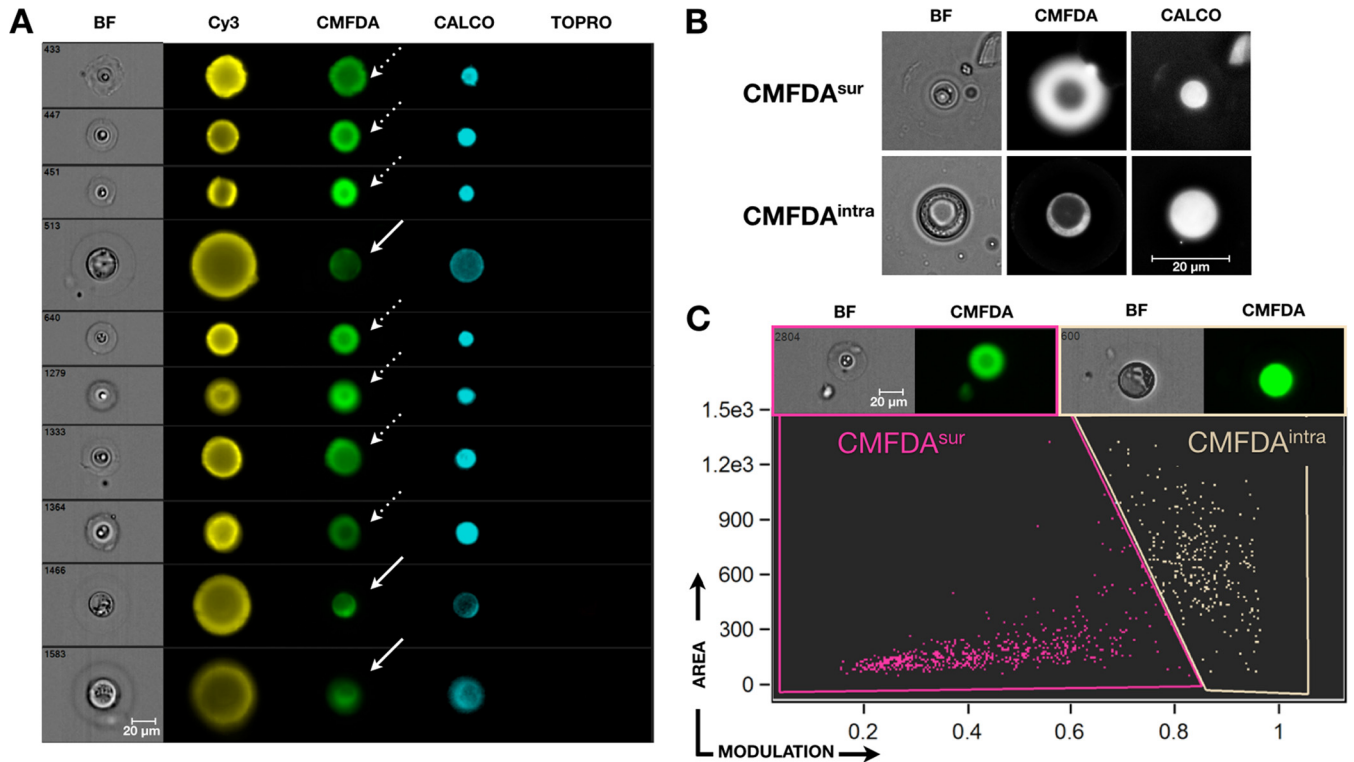 A
BF Cy3 CMFDA CALCO TOPRO
433
447
451
513
640
1279
1333
1364
1466
1583
20 µm
B
BF CMFDA CALCO
CMFDAsur
CMFDAintra
20 µm
C
BF CMFDA BF CMFDA
2804
600
20 µm
1.5e3
CMFDAsur
CMFDAintra
1.2e3
900
600
300
0
AREA
0.2 0.4 0.6 0.8 1
MODULATION